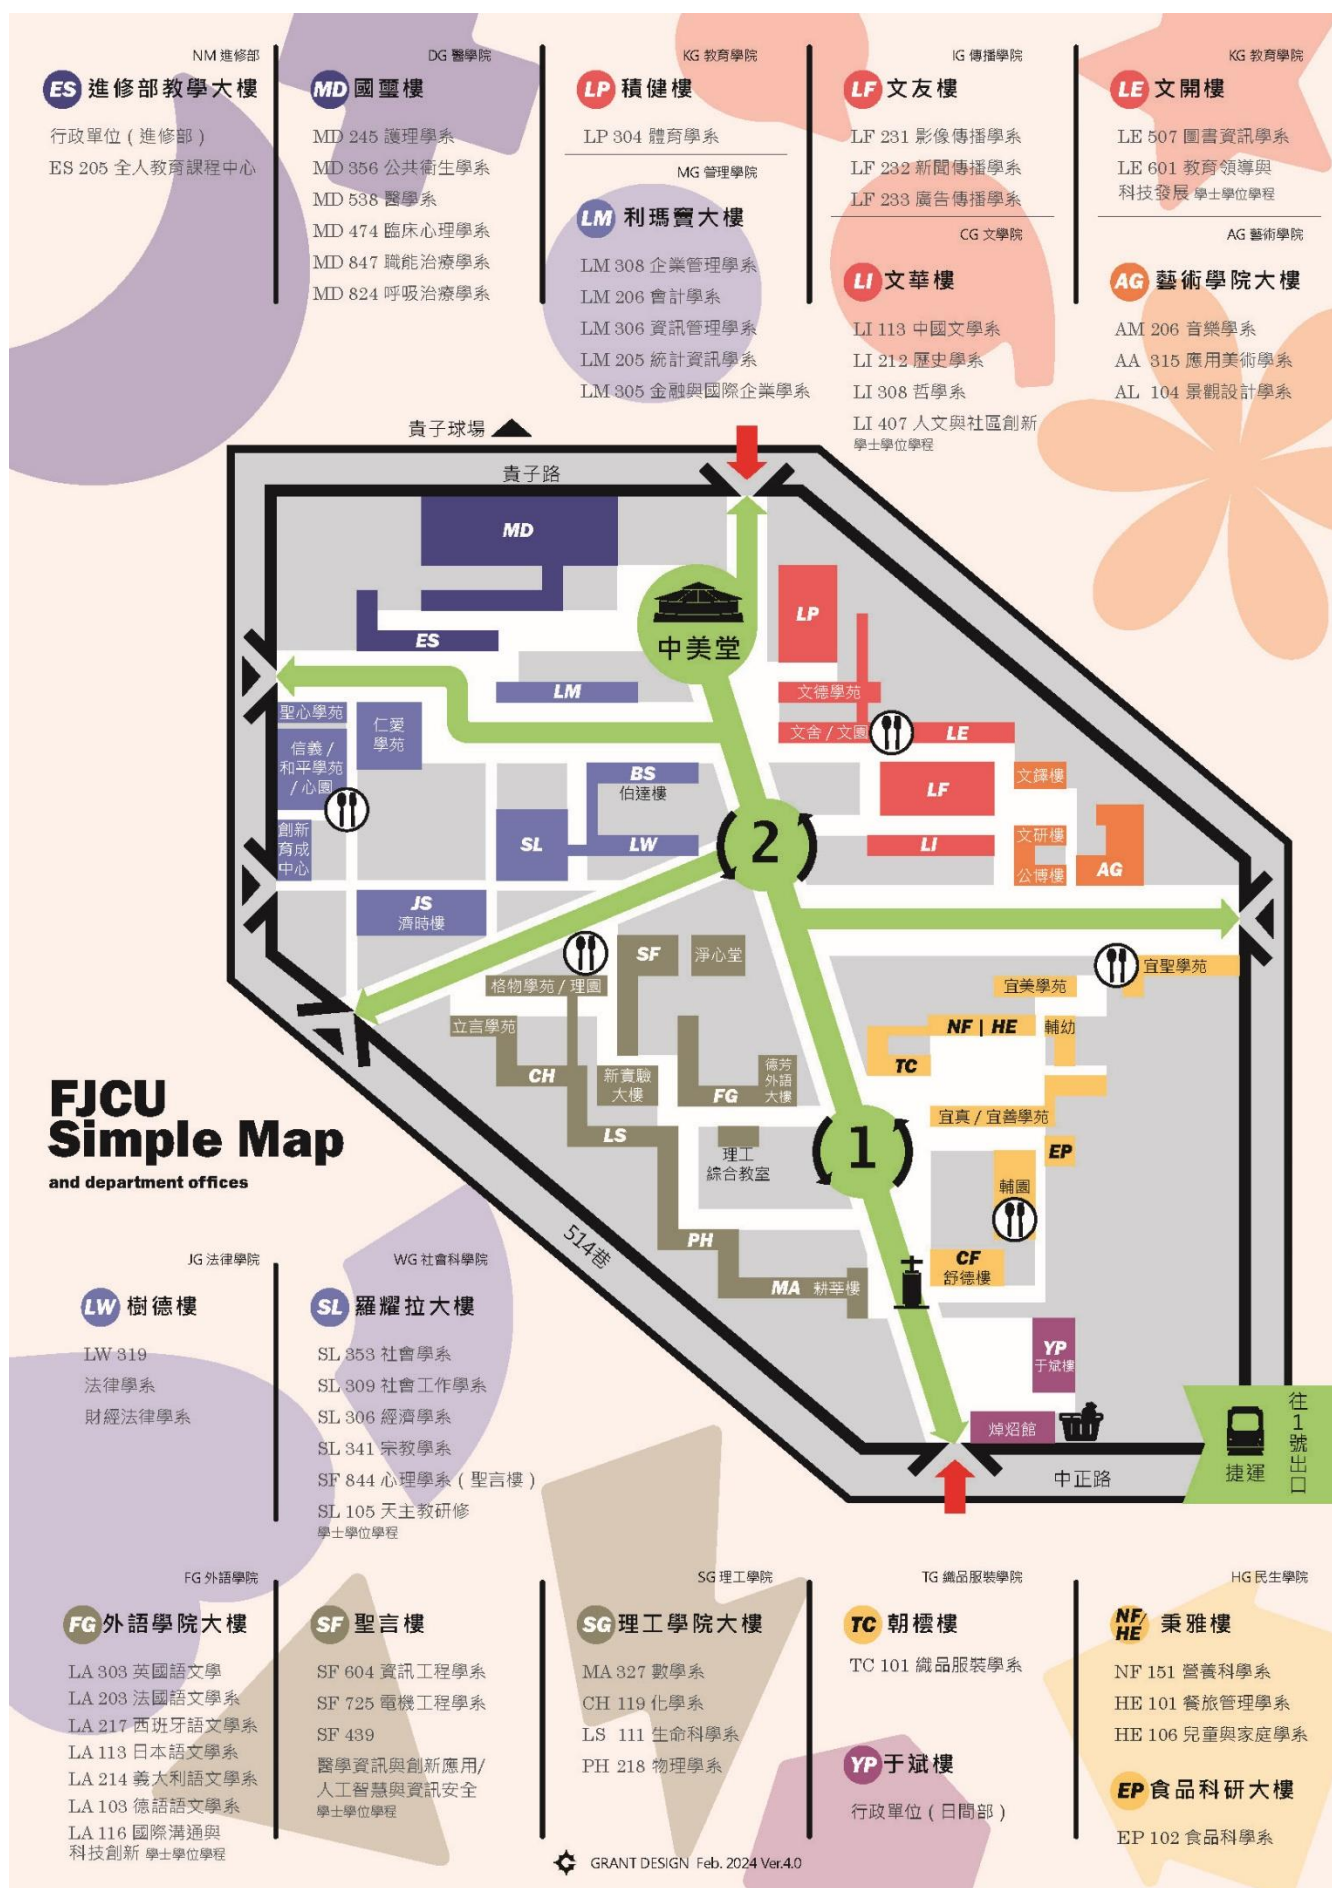 NM 進修部
ES 進修部教學大樓
行政單位 ( 進修部 )
ES 205 全人教育課程中心
DG 醫學院
MD 國璽樓
MD 245 護理學系
MD 356 公共衛生學系
MD 538 醫學系
MD 474 臨床心理學系
MD 847 職能治療學系
MD 824 呼吸治療學系
KG 教育學院
LP 積健樓
LP 304 體育學系
MG 管理學院
LM 利瑪竇大樓
LM 308 企業管理學系
LM 206 會計學系
LM 306 資訊管理學系
LM 205 統計資訊學系
LM 305 金融與國際企業學系
IG 傳播學院
LF 文友樓
LF 231 影像傳播學系
LF 232 新聞傳播學系
LF 233 廣告傳播學系
CG 文學院
LI 文華樓
LI 113 中國文學系
LI 212 歷史學系
LI 308 哲學系
LI 407 人文與社區創新
學士學位學程
KG 教育學院
LE 文開樓
LE 507 圖書資訊學系
LE 601 教育領導與
科技發展 學士學位學程
AG 藝術學院
AG 藝術學院大樓
AM 206 音樂學系
AA 315 應用美術學系
AL 104 景觀設計學系
貴子球場
貴子路
MD
中美堂
LP
ES
LM
文德學苑
聖心學苑
仁愛
學苑
文舍 / 文園
LE
信義 /
和平學苑
/ 心園
BS
伯達樓
文鐸樓
LF
創新
育成
中心
SL
LW
2
LI
文研樓
公博樓
AG
JS
濟時樓
SF
淨心堂
宜聖學苑
格物學苑 / 理園
宜美學苑
立言學苑
NF | HE
輔幼
CH
新實驗
大樓
FG
德芳
外語
大樓
TC
宜真 / 宜善學苑
LS
1
EP
理工
綜合教室
輔園
PH
514巷
CF
舒德樓
MA 耕莘樓
YP
于斌樓
焯炤館
中正路
捷運
往1號出口
FJCU
Simple Map
and department offices
JG 法律學院
LW 樹德樓
LW 319
法律學系
財經法律學系
WG 社會科學院
SL 羅耀拉大樓
SL 353 社會學系
SL 309 社會工作學系
SL 306 經濟學系
SL 341 宗教學系
SF 844 心理學系 ( 聖言樓 )
SL 105 天主教研修
學士學位學程
FG 外語學院
FG 外語學院大樓
LA 303 英國語文學
LA 203 法國語文學系
LA 217 西班牙語文學系
LA 113 日本語文學系
LA 214 義大利語文學系
LA 103 德語語文學系
LA 116 國際溝通與
科技創新 學士學位學程
SF 聖言樓
SF 604 資訊工程學系
SF 725 電機工程學系
SF 439
醫學資訊與創新應用/
人工智慧與資訊安全
學士學位學程
SG 理工學院
SG 理工學院大樓
MA 327 數學系
CH 119 化學系
LS 111 生命科學系
PH 218 物理學系
TG 織品服裝學院
TC 朝橒樓
TC 101 織品服裝學系
YP 于斌樓
行政單位 ( 日間部 )
HG 民生學院
NF/HE 秉雅樓
NF 151 營養科學系
HE 101 餐旅管理學系
HE 106 兒童與家庭學系
EP 食品科研大樓
EP 102 食品科學系
GRANT DESIGN Feb. 2024 Ver.4.0